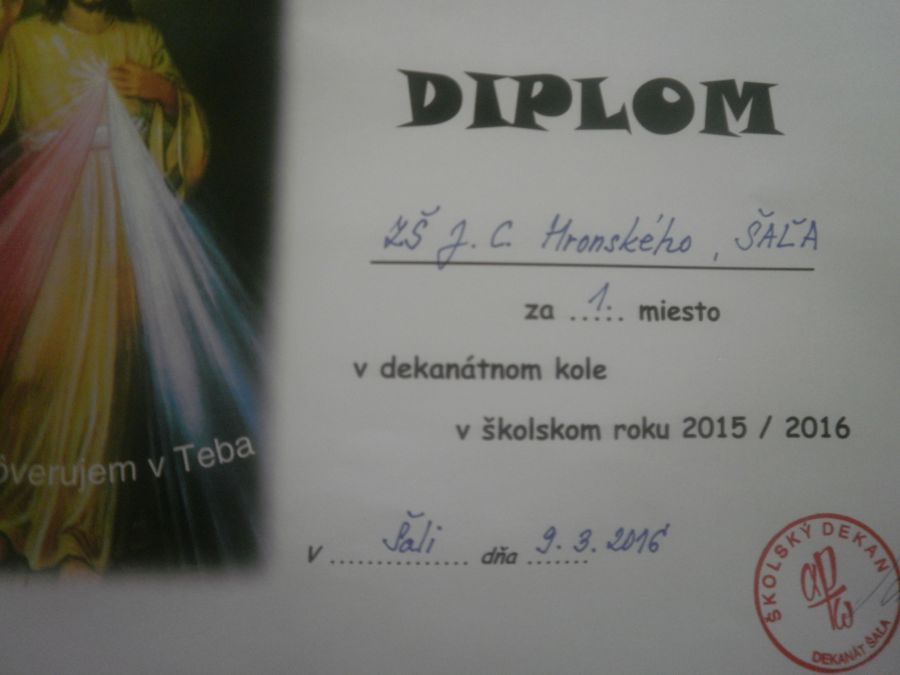 DIPLOM
ZŠ J. C. Hronského, ŠAĽA
za ..1... miesto
v dekanátnom kole
v školskom roku 2015 / 2016
V Šali dňa 9. 3. 2016
ôverujem v Teba
ŠKOLSKÝ DEKAN
DEKANÁT ŠAĽA